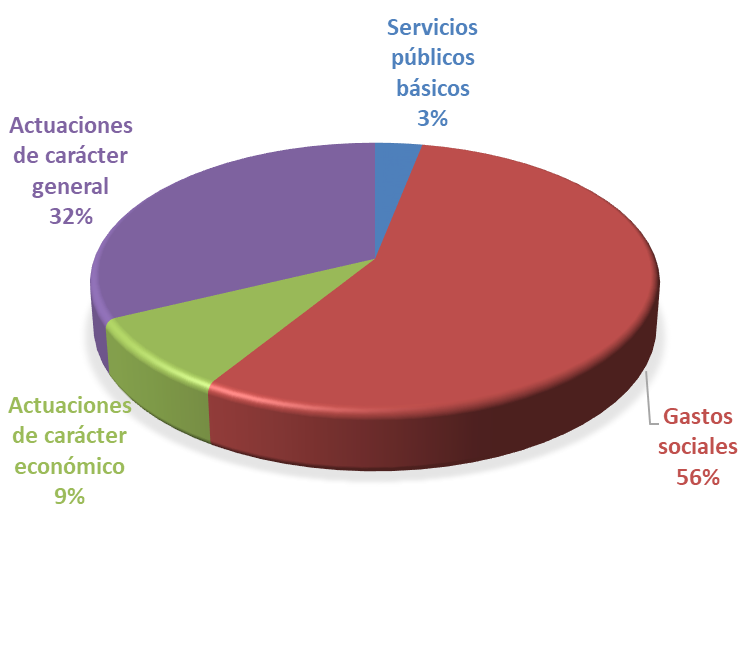 Servicios
públicos
básicos
3%
Actuaciones
de carácter
general
32%
Actuaciones
de carácter
económico
9%
Gastos
sociales
56%